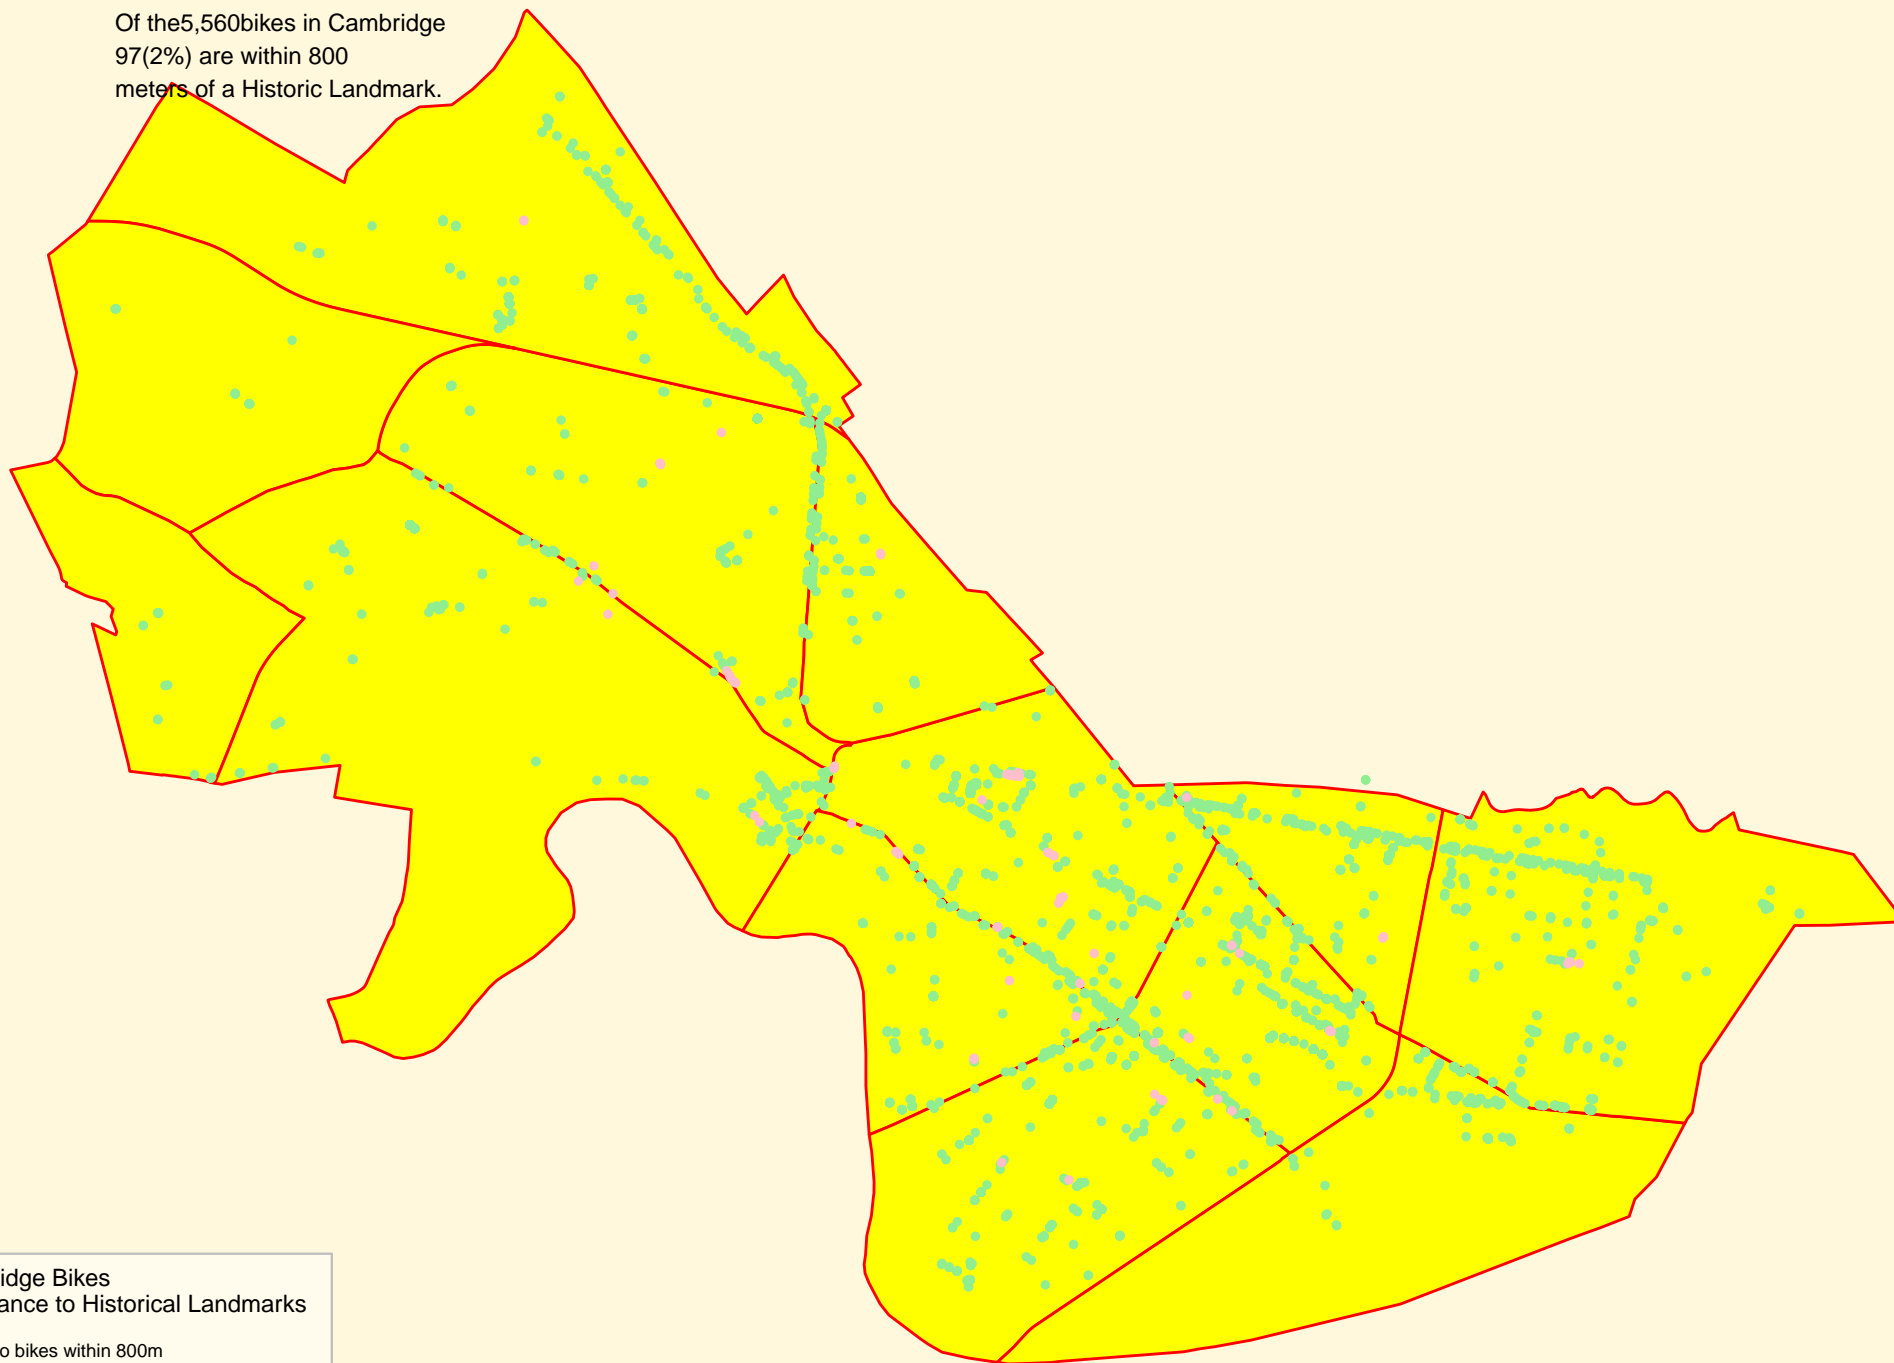 Of the5,560bikes in Cambridge
97(2%) are within 800
meters of a Historic Landmark.
idge Bikes
ance to Historical Landmarks
o bikes within 800m